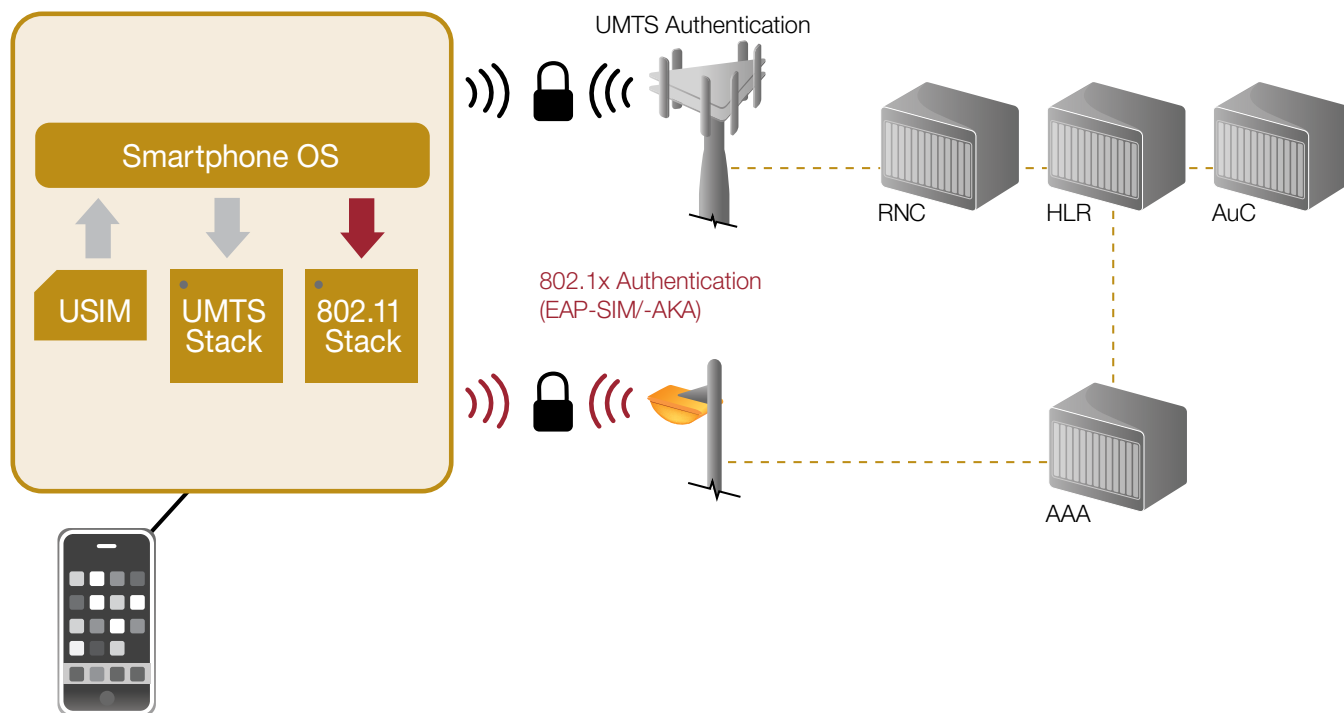 UMTS Authentication
Smartphone OS
RNC
HLR
AuC
USIM
UMTS
Stack
802.11
Stack
802.1x Authentication
(EAP-SIM/-AKA)
AAA